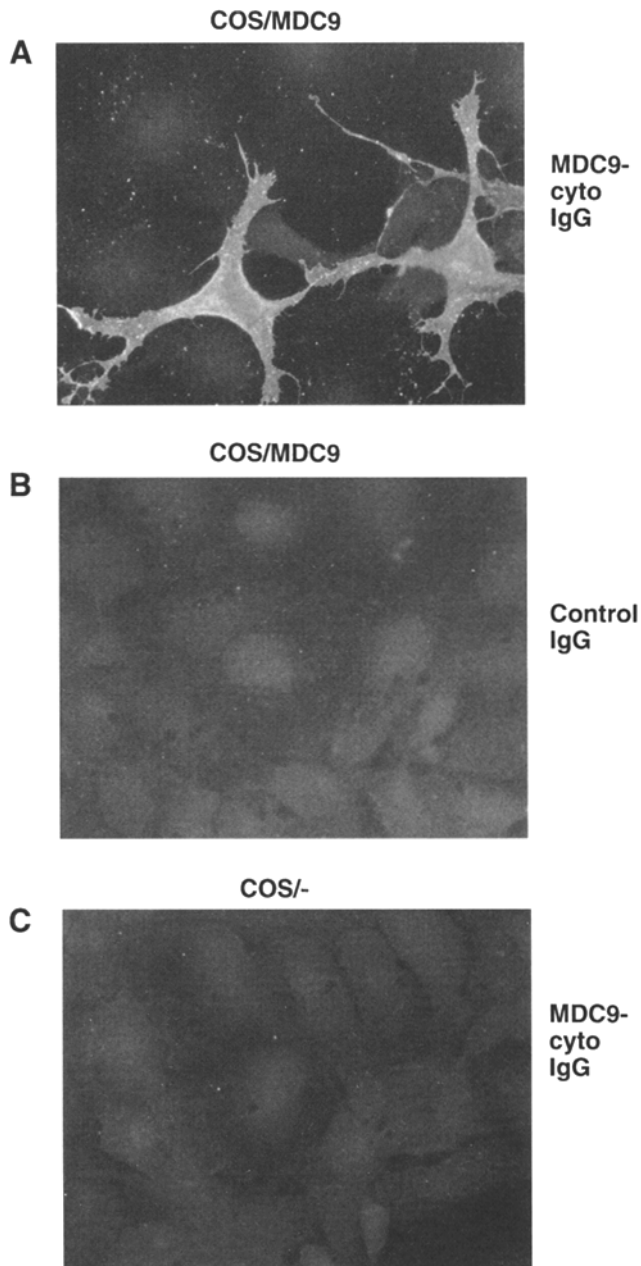 COS/MDC9
A
MDC9-
cyto
IgG
COS/MDC9
B
Control
IgG
COS/-
C
MDC9-
cyto
IgG